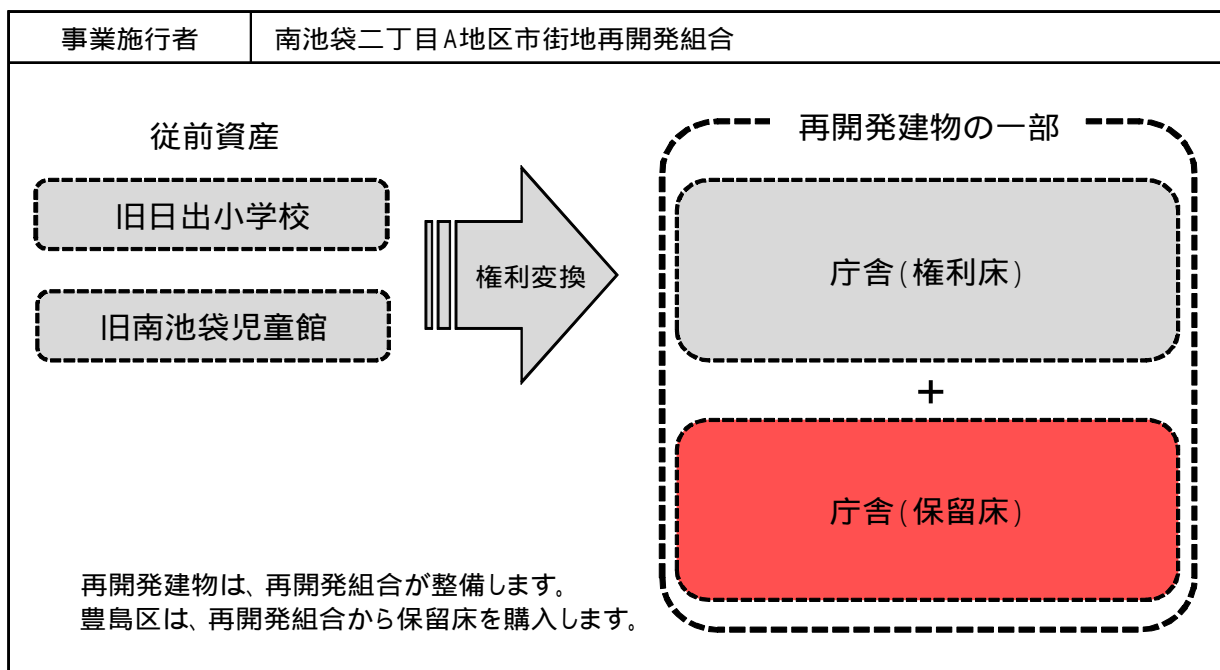 事業施行者
南池袋二丁目A地区市街地再開発組合
従前資産
旧日出小学校
旧南池袋児童館
権利変換
再開発建物の一部
庁舎(権利床)
+
庁舎(保留床)
再開発建物は、再開発組合が整備します。
豊島区は、再開発組合から保留床を購入します。